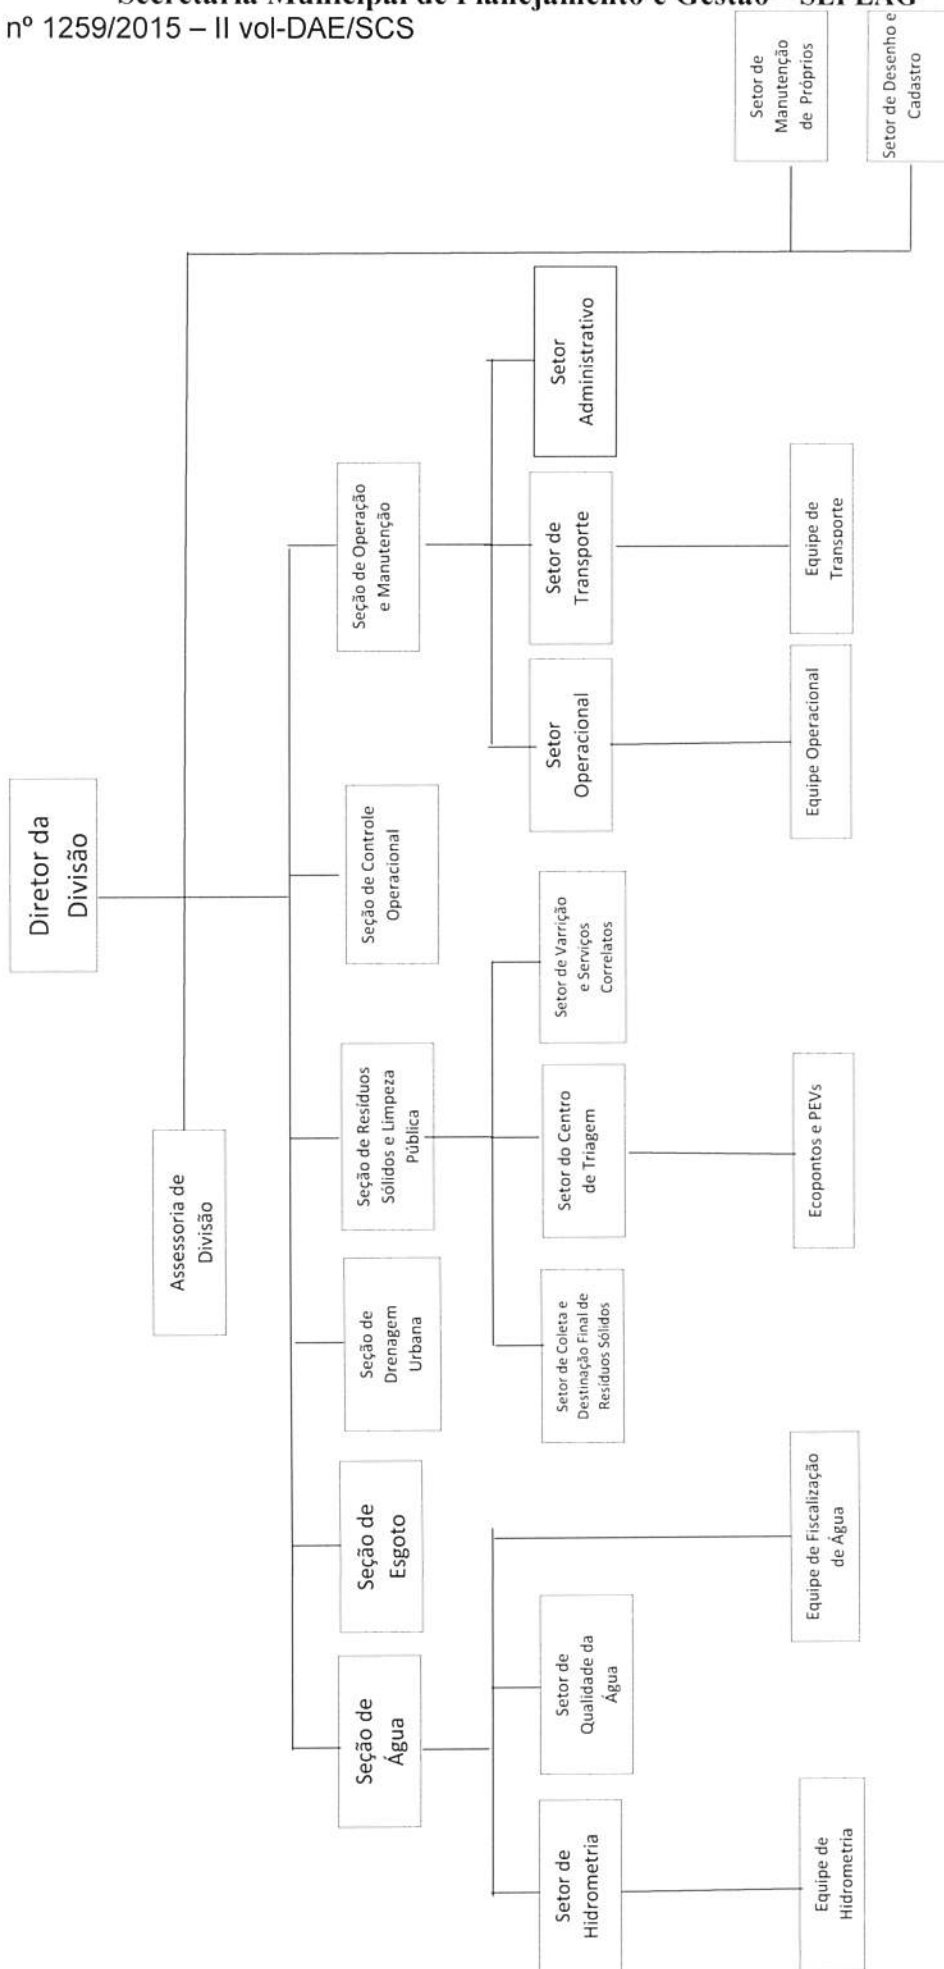 Secretaria Municipal de Planejamento e Gestão - SEPLAG
nº 1259/2015 – II vol-DAE/SCS
Diretor da
Divisão
Assessoria de
Divisão
Setor de
Manutenção
de Próprios
Setor de Desenho e
Cadastro
Seção de
Água
Seção de
Esgoto
Seção de
Drenagem
Urbana
Seção de Resíduos
Sólidos e Limpeza
Pública
Seção de Controle
Operacional
Seção de Operação
e Manutenção
Setor de
Hidrometria
Setor de
Qualidade da
Água
Setor de Coleta e
Destinação Final de
Resíduos Sólidos
Setor do Centro
de Triagem
Setor de Varrição
e Serviços
Correlatos
Setor
Operacional
Setor de
Transporte
Setor
Administrativo
Equipe de
Hidrometria
Equipe de Fiscalização
de Água
Ecopontos e PEVs
Equipe Operacional
Equipe de
Transporte